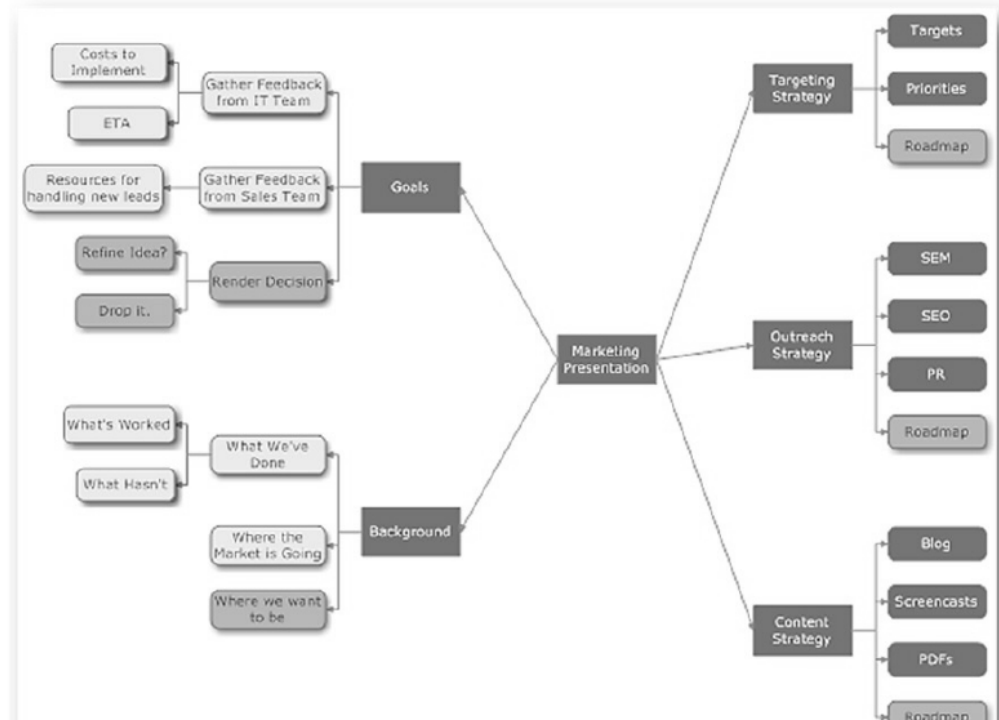 Costs to
Implement
Gather Feedback
from IT Team
ETA
Resources for
handling new leads
Gather Feedback
from Sales Team
Goals
Refine Idea?
Render Decision
Drop it.
What's Worked
What We've
Done
What Hasn't
Where the
Market is Going
Background
Where we want
to be
Marketing
Presentation
Targeting
Strategy
Targets
Priorities
Roadmap
Outreach
Strategy
SEM
SEO
PR
Roadmap
Content
Strategy
Blog
Screencasts
PDFs
Roadmap